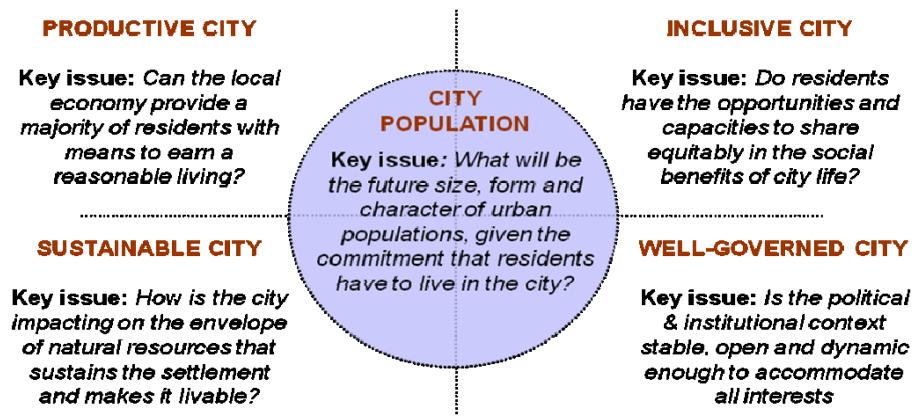 PRODUCTIVE CITY
Key issue: Can the local
economy provide a
majority of residents with
means to earn a
reasonable living?
INCLUSIVE CITY
Key issue: Do residents
have the opportunities and
capacities to share
equitably in the social
benefits of city life?
CITY
POPULATION
Key issue: What will be
the future size, form and
character of urban
populations, given the
commitment that residents
have to live in the city?
SUSTAINABLE CITY
Key issue: How is the city
impacting on the envelope
of natural resources that
sustains the settlement
and makes it livable?
WELL-GOVERNED CITY
Key issue: Is the political
& institutional context
stable, open and dynamic
enough to accommodate
all interests